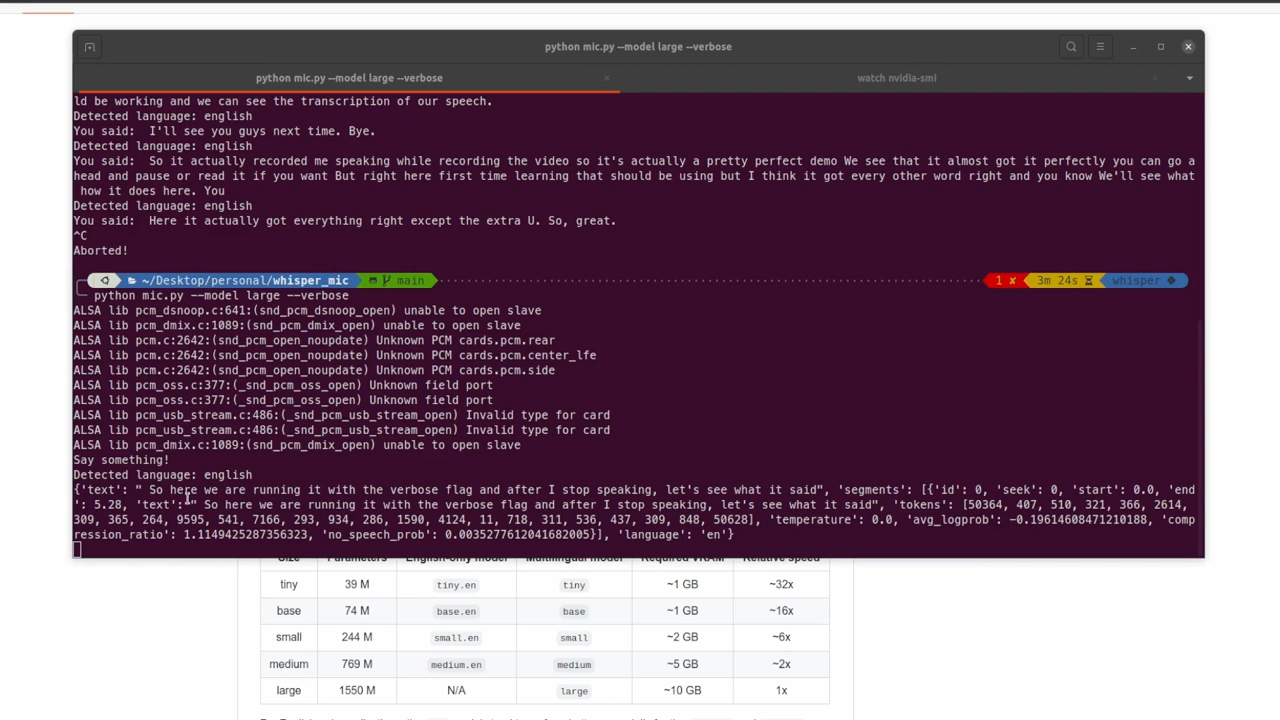 python mic.py --model large --verbose
python mic.py --model large --verbose
watch nvidia-smi
ld be working and we can see the transcription of our speech.
Detected language: english
You said:  I'll see you guys next time. Bye.
Detected language: english
You said:  So it actually recorded me speaking while recording the video so it's actually a pretty perfect demo We see that it almost got it perfectly you can go a
head and pause or read it if you want But right here first time learning that should be using but I think it got every other word right and you know We'll see what
how it does here. You
Detected language: english
You said:  Here it actually got everything right except the extra U. So, great.
^C
Aborted!
~/Desktop/personal/whisper_mic main 1 ✘ 3m 24s whisper
python mic.py --model large --verbose
ALSA lib pcm_dsnoop.c:641:(snd_pcm_dsnoop_open) unable to open slave
ALSA lib pcm_dmix.c:1089:(snd_pcm_dmix_open) unable to open slave
ALSA lib pcm.c:2642:(snd_pcm_open_noupdate) Unknown PCM cards.pcm.rear
ALSA lib pcm.c:2642:(snd_pcm_open_noupdate) Unknown PCM cards.pcm.center_lfe
ALSA lib pcm.c:2642:(snd_pcm_open_noupdate) Unknown PCM cards.pcm.side
ALSA lib pcm_oss.c:377:(_snd_pcm_oss_open) Unknown field port
ALSA lib pcm_oss.c:377:(_snd_pcm_oss_open) Unknown field port
ALSA lib pcm_usb_stream.c:486:(_snd_pcm_usb_stream_open) Invalid type for card
ALSA lib pcm_usb_stream.c:486:(_snd_pcm_usb_stream_open) Invalid type for card
ALSA lib pcm_dmix.c:1089:(snd_pcm_dmix_open) unable to open slave
Say something!
Detected language: english
{'text': " So here we are running it with the verbose flag and after I stop speaking, let's see what it said", 'segments': [{'id': 0, 'seek': 0, 'start': 0.0, 'end
': 5.28, 'text':" So here we are running it with the verbose flag and after I stop speaking, let's see what it said", 'tokens': [50364, 407, 510, 321, 366, 2614,
309, 365, 264, 9595, 541, 7166, 293, 934, 286, 1590, 4124, 11, 718, 311, 536, 437, 309, 848, 50628], 'temperature': 0.0, 'avg_logprob': -0.19614608471210188, 'comp
ression_ratio': 1.1149425287356323, 'no_speech_prob': 0.0035277612041682005}], 'language': 'en'}
Size Parameters English-only model Multilingual model Required VRAM Relative speed
tiny 39 M tiny.en tiny ~1 GB ~32x
base 74 M base.en base ~1 GB ~16x
small 244 M small.en small ~2 GB ~6x
medium 769 M medium.en medium ~5 GB ~2x
large 1550 M N/A large ~10 GB 1x